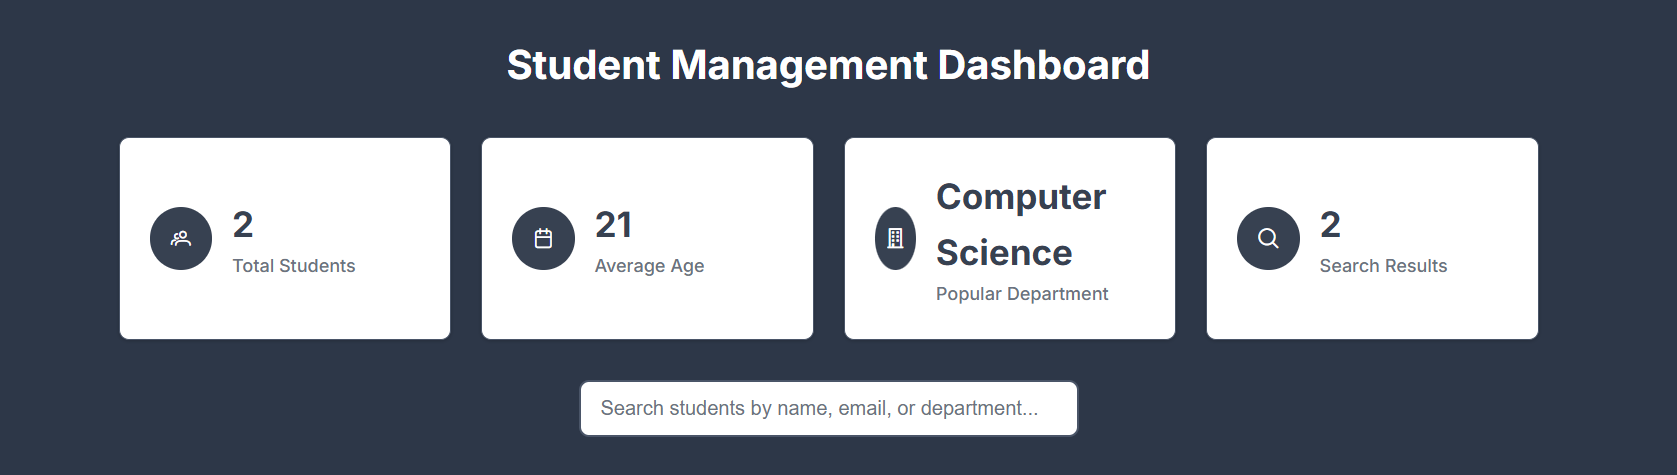 Student Management Dashboard
2
Total Students
21
Average Age
Computer
Science
Popular Department
2
Search Results
Search students by name, email, or department...